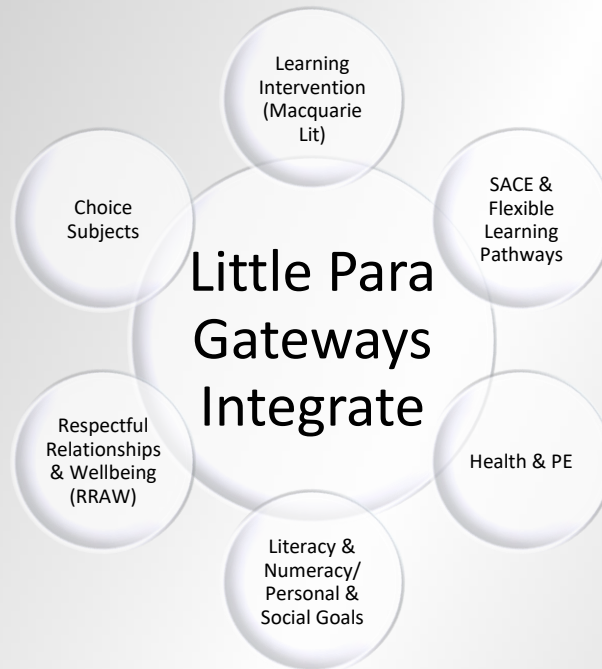 Learning
Intervention
(Macquarie
Lit)
SACE &
Flexible
Learning
Pathways
Health & PE
Literacy &
Numeracy/
Personal &
Social Goals
Respectful
Relationships
& Wellbeing
(RRAW)
Choice
Subjects
Little Para
Gateways
Integrate